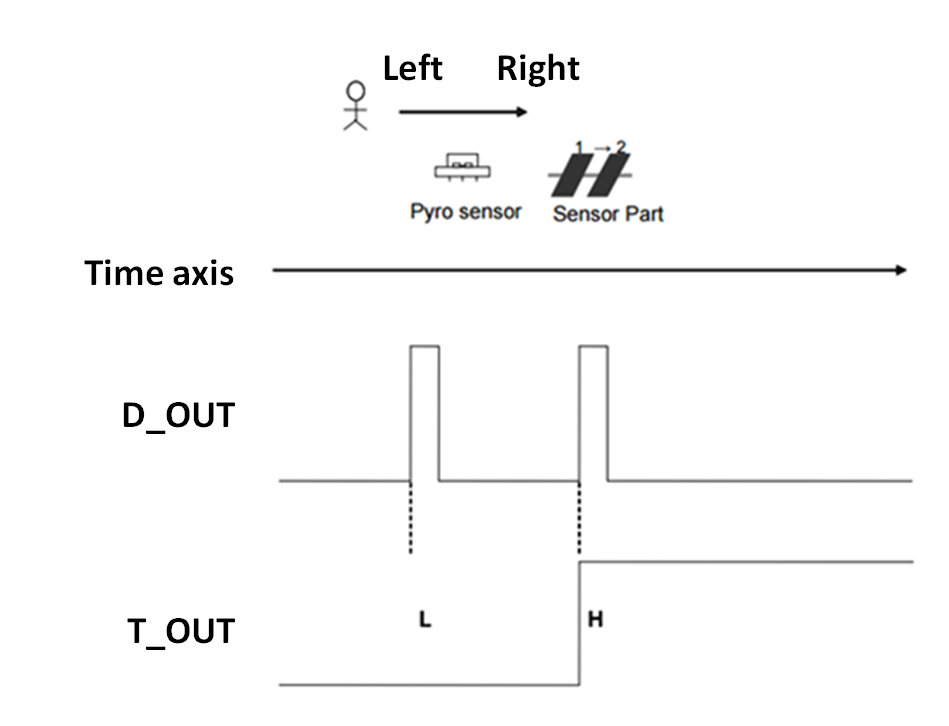 Left Right
1 → 2
Pyro sensor Sensor Part
Time axis
D_OUT
L H
T_OUT